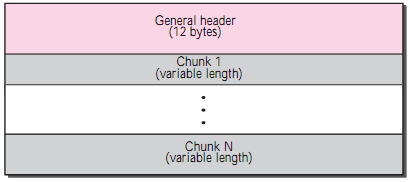 General header
(12 bytes)
Chunk 1
(variable length)
Chunk N
(variable length)